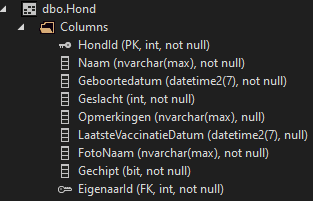 dbo.Hond
Columns
HondId (PK, int, not null)
Naam (nvarchar(max), not null)
Geboortedatum (datetime2(7), not null)
Geslacht (int, not null)
Opmerkingen (nvarchar(max), null)
LaatsteVaccinatieDatum (datetime2(7), null)
FotoNaam (nvarchar(max), not null)
Gechipt (bit, not null)
EigenaarId (FK, int, not null)